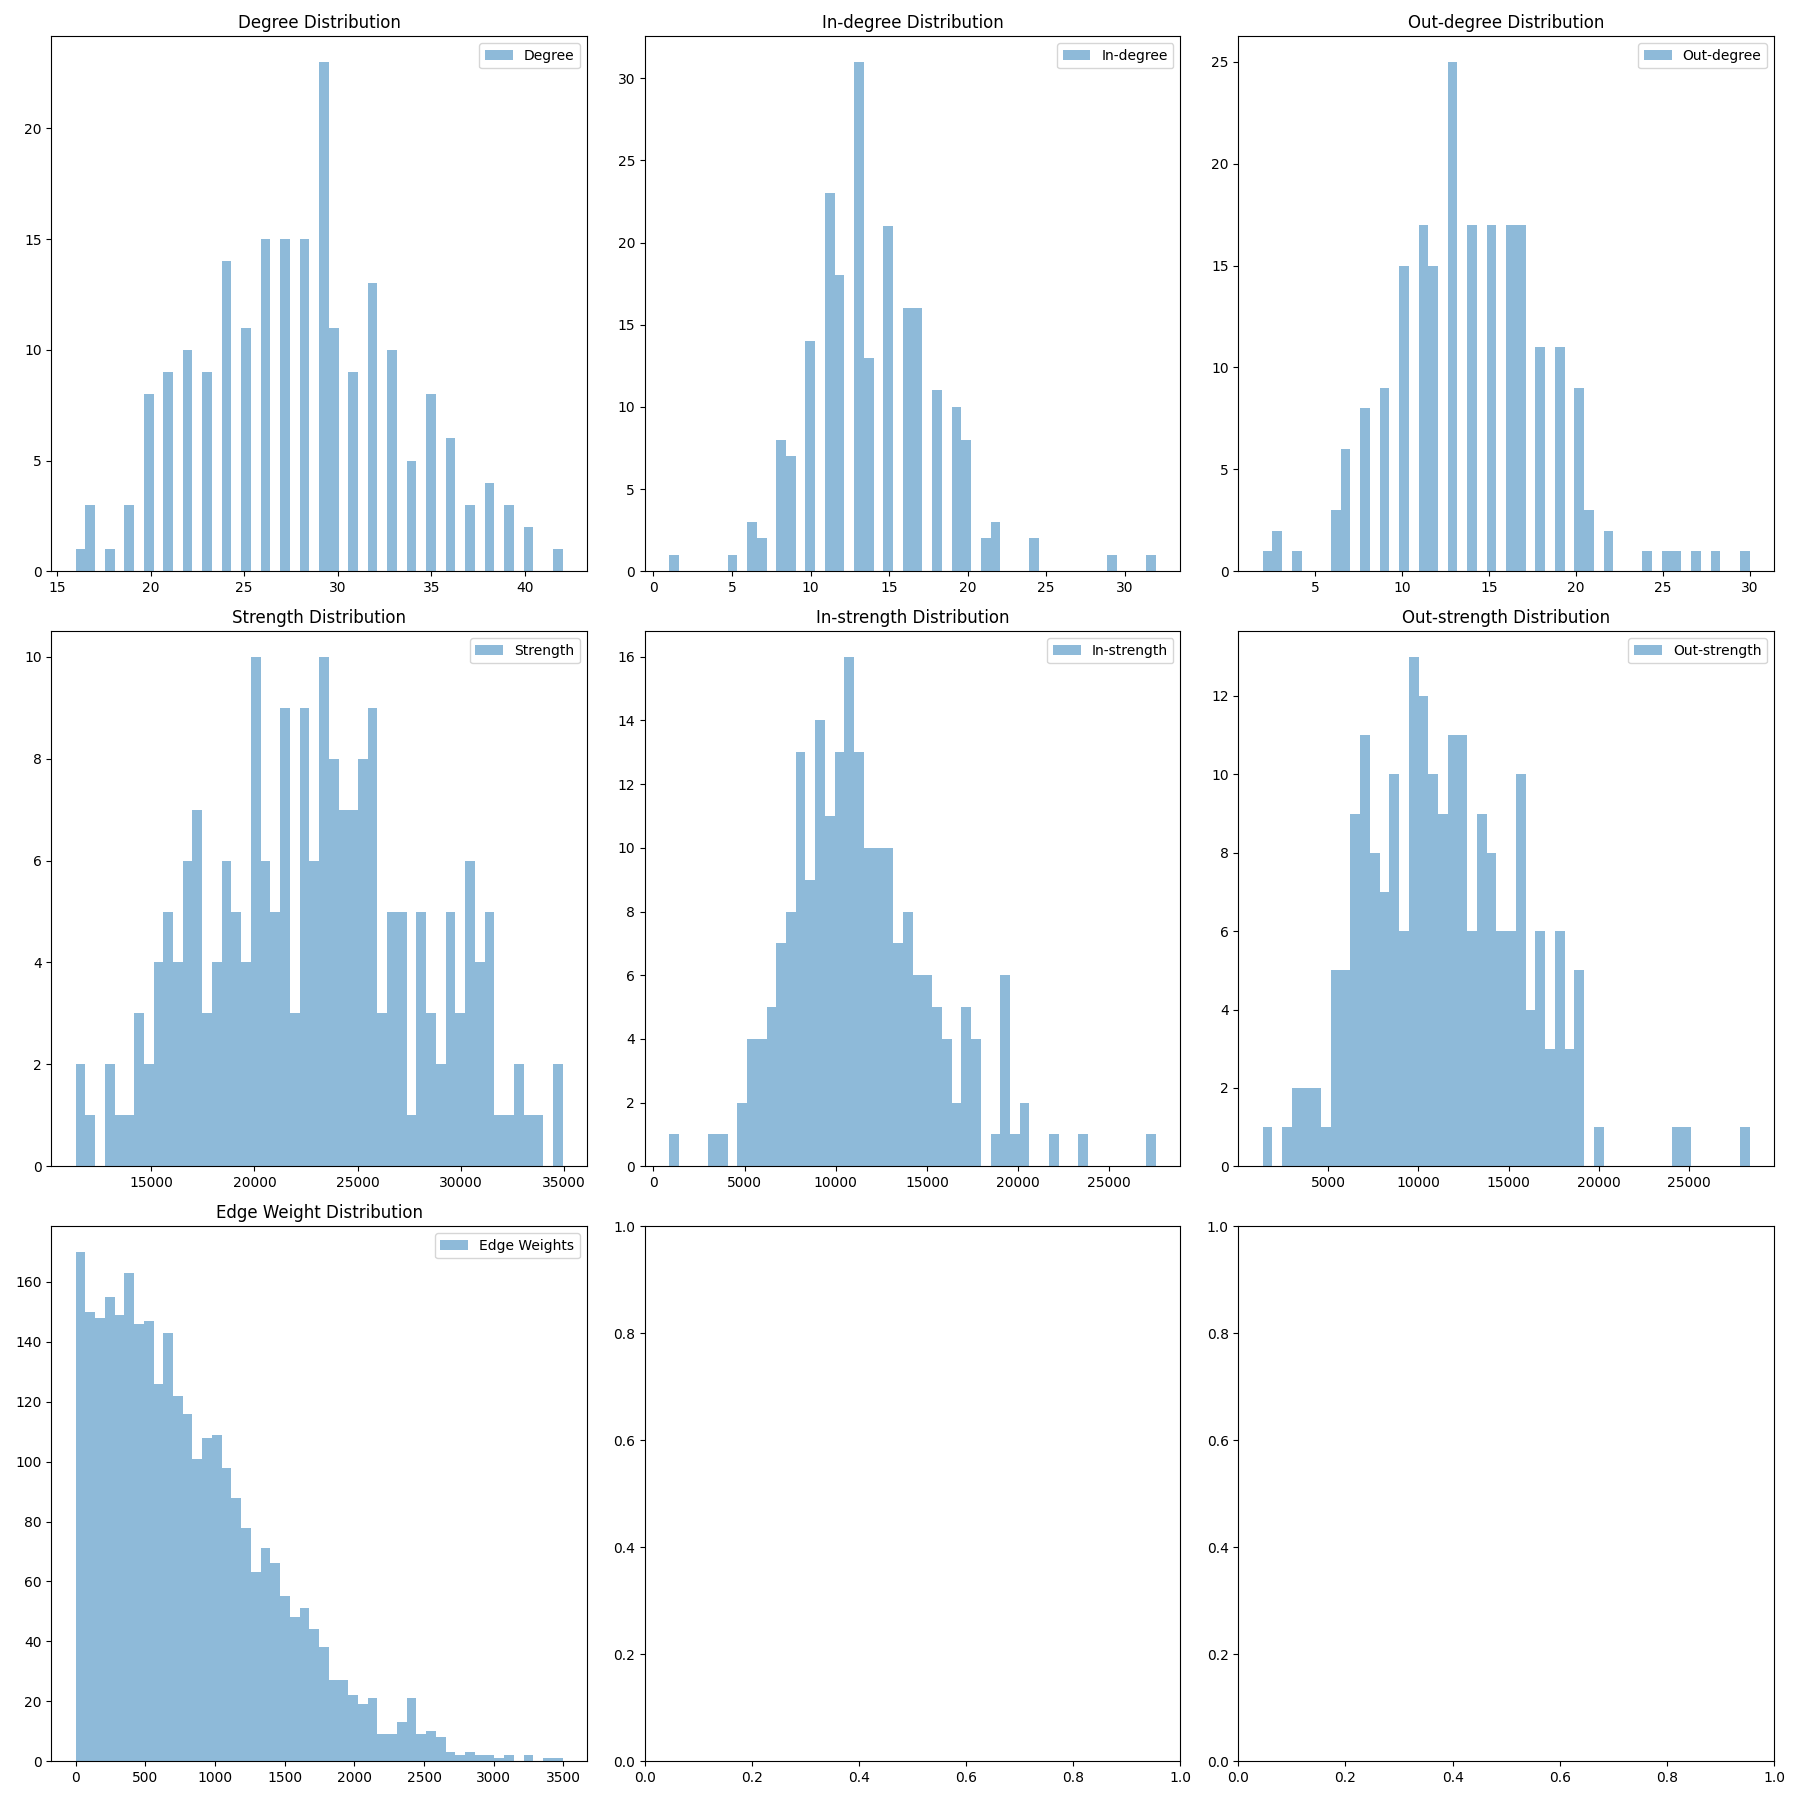 Degree Distribution
Degree
20
15
10
5
0
15 20 25 30 35 40
In-degree Distribution
In-degree
30
25
20
15
10
5
0
0 5 10 15 20 25 30
Out-degree Distribution
Out-degree
25
20
15
10
5
0
5 10 15 20 25 30
Strength Distribution
Strength
10
8
6
4
2
0
15000 20000 25000 30000 35000
In-strength Distribution
In-strength
16
14
12
10
8
6
4
2
0
0 5000 10000 15000 20000 25000
Out-strength Distribution
Out-strength
12
10
8
6
4
2
0
5000 10000 15000 20000 25000
Edge Weight Distribution
Edge Weights
160
140
120
100
80
60
40
20
0
0 500 1000 1500 2000 2500 3000 3500
1.0
0.8
0.6
0.4
0.2
0.0
0.0 0.2 0.4 0.6 0.8 1.0
1.0
0.8
0.6
0.4
0.2
0.0
0.0 0.2 0.4 0.6 0.8 1.0